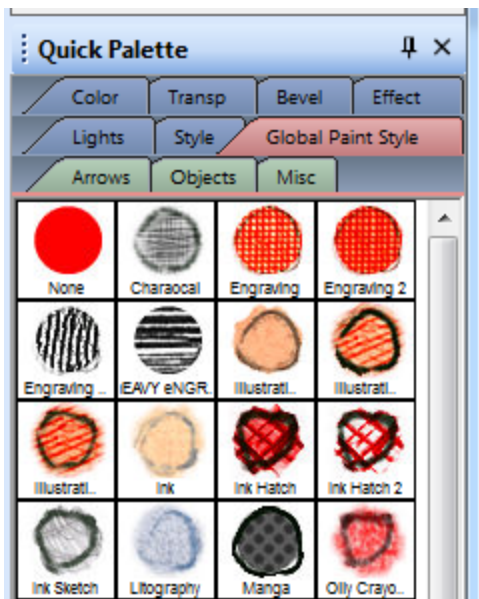 Quick Palette
Color Transp Bevel Effect
Lights Style Global Paint Style
Arrows Objects Misc
None Charaocal Engraving Engraving 2
Engraving .. iEAVY eNGR. Illustrati.. Illustrati..
Illustrati.. Ink Ink Hatch Ink Hatch 2
Ink Sketch Litography Manga Oily Crayo..